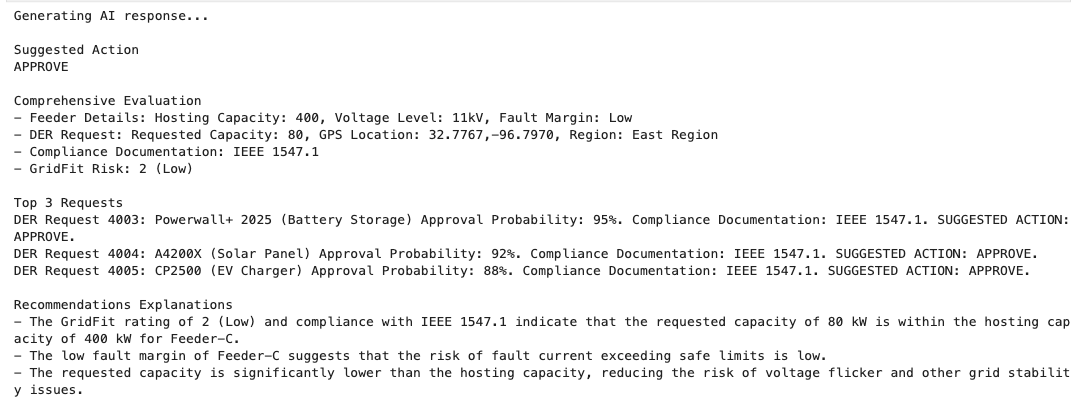 Generating AI response...
Suggested Action
APPROVE
Comprehensive Evaluation
– Feeder Details: Hosting Capacity: 400, Voltage Level: 11kV, Fault Margin: Low
– DER Request: Requested Capacity: 80, GPS Location: 32.7767,–96.7970, Region: East Region
– Compliance Documentation: IEEE 1547.1
– GridFit Risk: 2 (Low)
Top 3 Requests
DER Request 4003: Powerwall+ 2025 (Battery Storage) Approval Probability: 95%. Compliance Documentation: IEEE 1547.1. SUGGESTED ACTION:
APPROVE.
DER Request 4004: A4200X (Solar Panel) Approval Probability: 92%. Compliance Documentation: IEEE 1547.1. SUGGESTED ACTION: APPROVE.
DER Request 4005: CP2500 (EV Charger) Approval Probability: 88%. Compliance Documentation: IEEE 1547.1. SUGGESTED ACTION: APPROVE.
Recommendations Explanations
– The GridFit rating of 2 (Low) and compliance with IEEE 1547.1 indicate that the requested capacity of 80 kW is within the hosting cap
acity of 400 kW for Feeder–C.
– The low fault margin of Feeder–C suggests that the risk of fault current exceeding safe limits is low.
– The requested capacity is significantly lower than the hosting capacity, reducing the risk of voltage flicker and other grid stabilit
y issues.